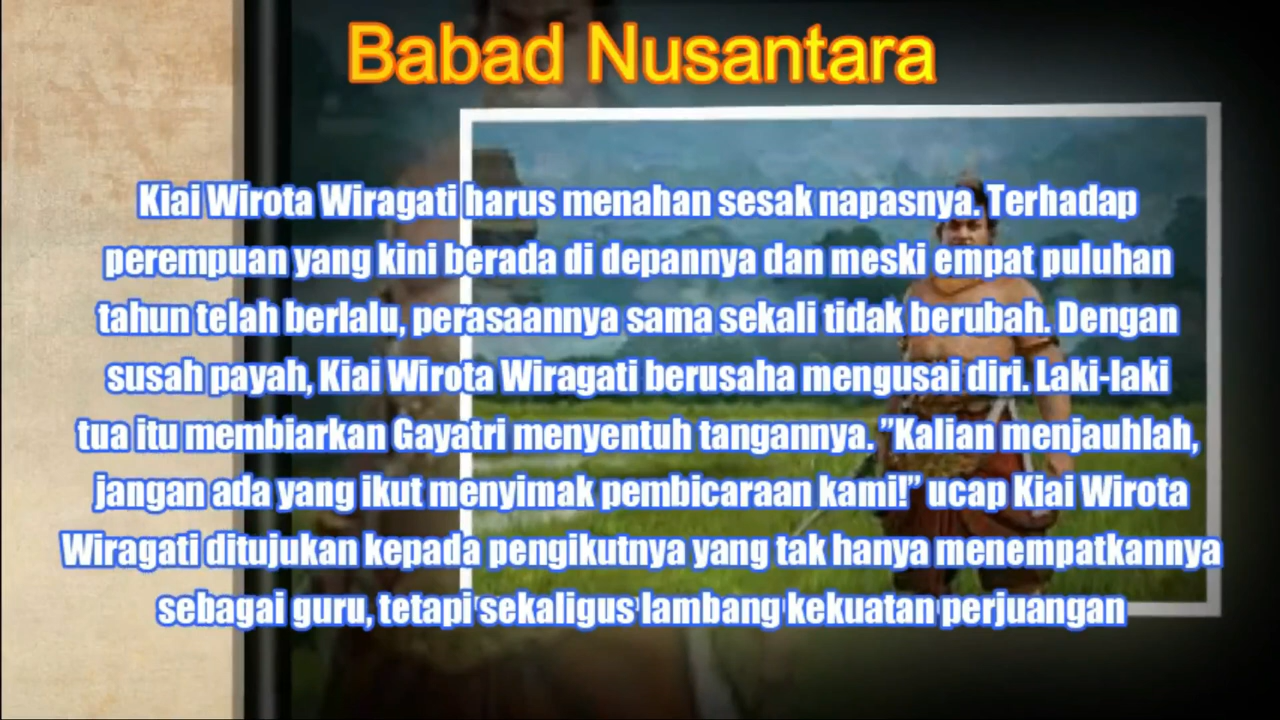 Babad Nusantara
Kiai Wirota Wiragati harus menahan sesak napasnya. Terhadap
perempuan yang kini berada di depannya dan meski empat puluhan
tahun telah berlalu, perasaannya sama sekali tidak berubah. Dengan
susah payah, Kiai Wirota Wiragati berusaha mengusai diri. Laki-laki
tua itu membiarkan Gayatri menyentuh tangannya. ”Kalian menjauhlah,
jangan ada yang ikut menyimak pembicaraan kami!” ucap Kiai Wirota
Wiragati ditujukan kepada pengikutnya yang tak hanya menempatkannya
sebagai guru, tetapi sekaligus lambang kekuatan perjuangan